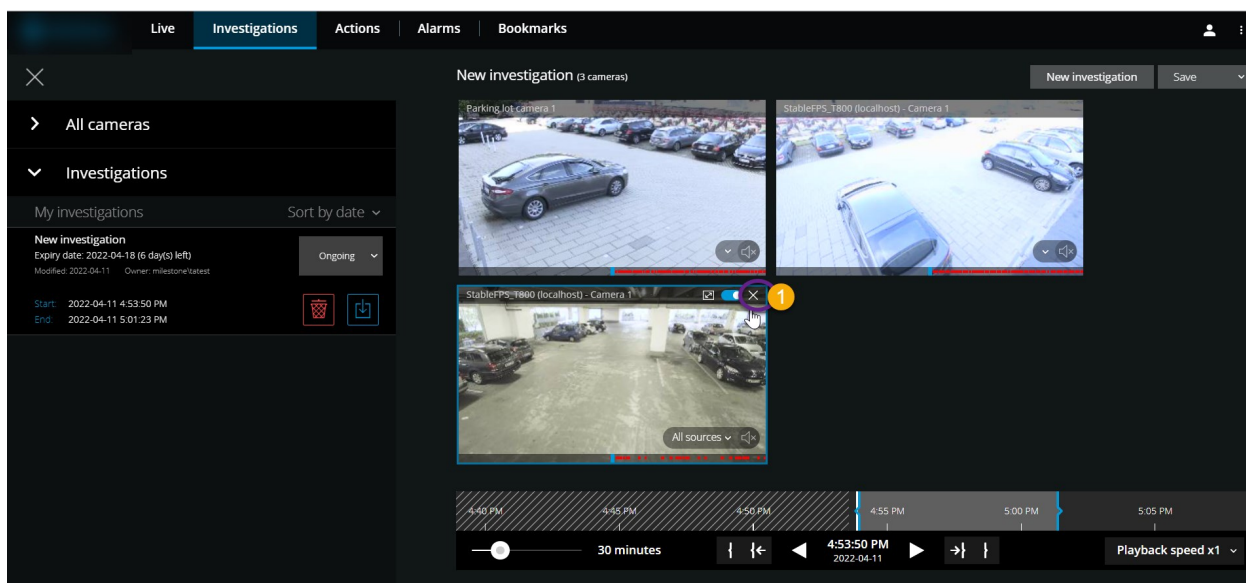 Live Investigations Actions Alarms Bookmarks
New investigation (3 cameras)
New investigation Save
All cameras
Investigations
My investigations Sort by date
New investigation
Expiry date: 2022-04-18 (6 day(s) left)
Modified: 2022-04-11 Owner: milestone\tatest
Ongoing
Start: 2022-04-11 4:53:50 PM
End: 2022-04-11 5:01:23 PM
Parking lot camera 1
StableFPS_T800 (localhost) - Camera 1
StableFPS_T800 (localhost) - Camera 1
1
All sources
4:40 PM 4:45 PM 4:50 PM 4:55 PM 5:00 PM 5:05 PM
30 minutes
4:53:50 PM
2022-04-11
Playback speed x1